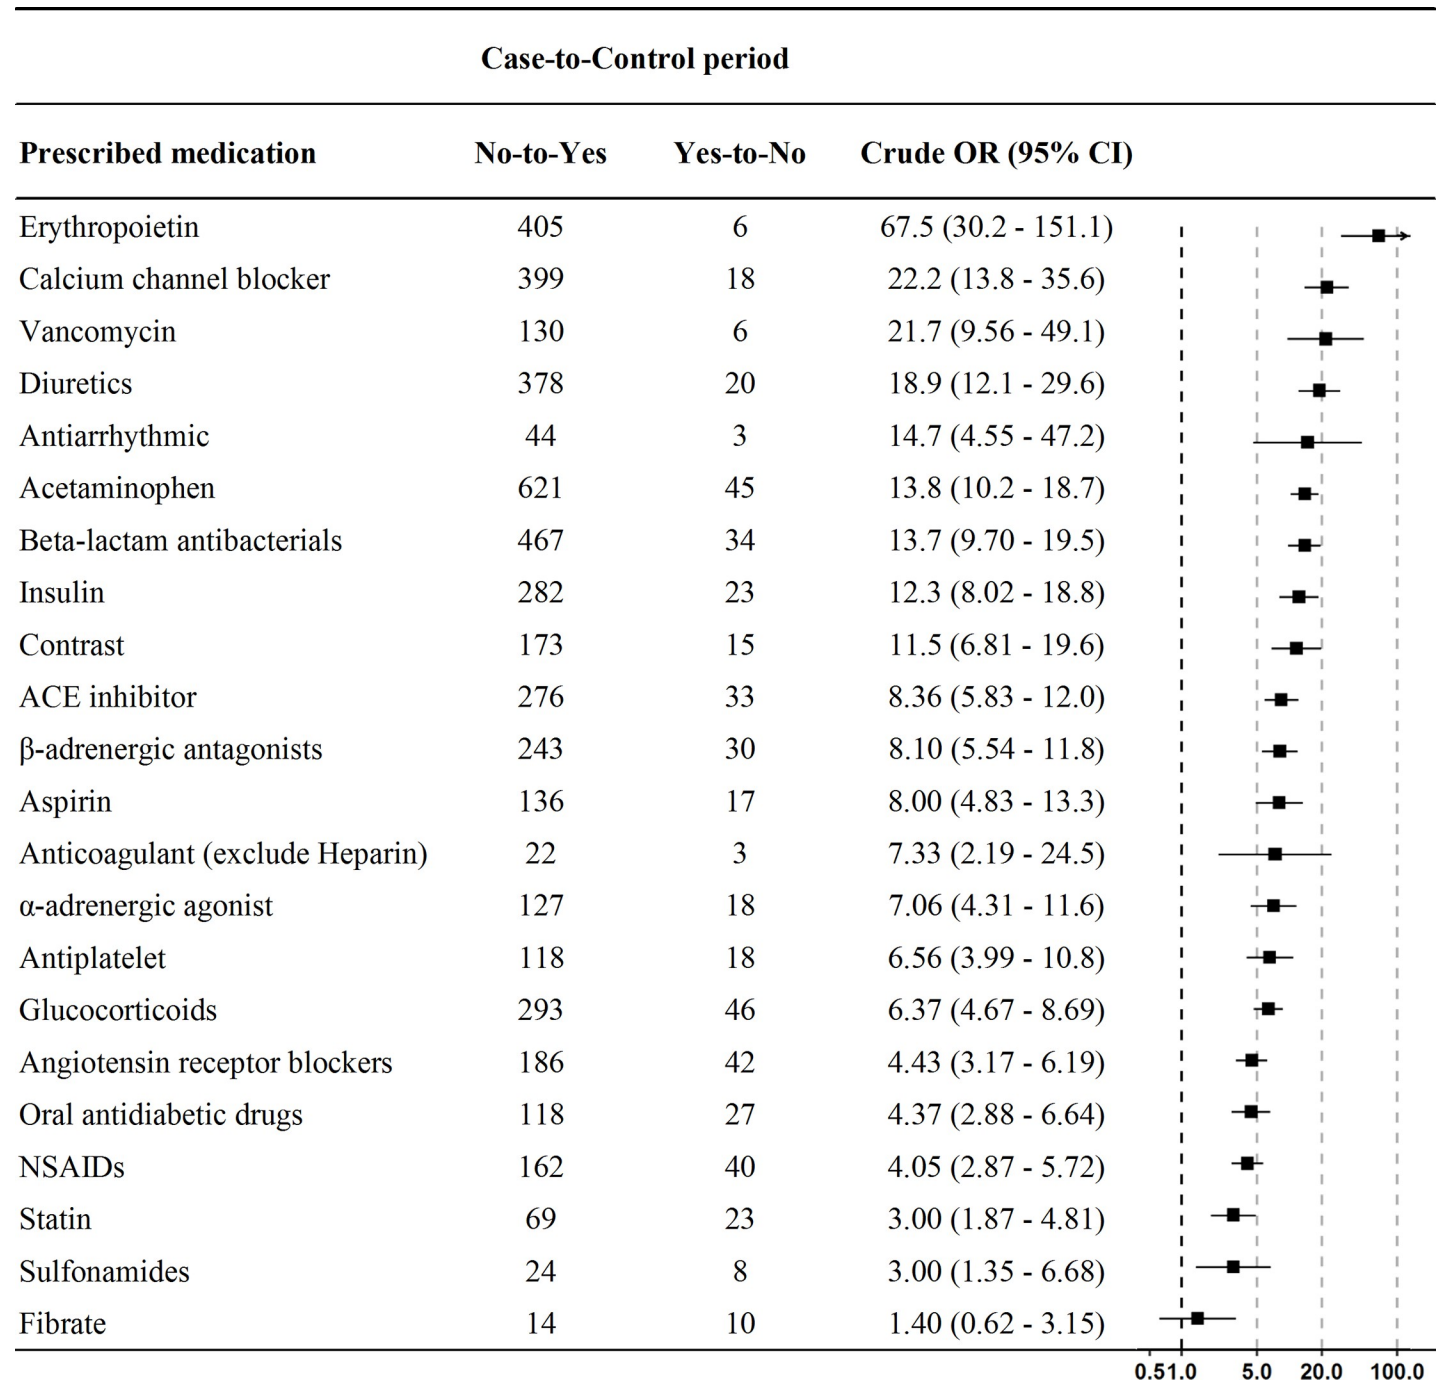 Case-to-Control period
Prescribed medication No-to-Yes Yes-to-No Crude OR (95% CI)
Erythropoietin 405 6 67.5 (30.2 - 151.1)
Calcium channel blocker 399 18 22.2 (13.8 - 35.6)
Vancomycin 130 6 21.7 (9.56 - 49.1)
Diuretics 378 20 18.9 (12.1 - 29.6)
Antiarrhythmic 44 3 14.7 (4.55 - 47.2)
Acetaminophen 621 45 13.8 (10.2 - 18.7)
Beta-lactam antibacterials 467 34 13.7 (9.70 - 19.5)
Insulin 282 23 12.3 (8.02 - 18.8)
Contrast 173 15 11.5 (6.81 - 19.6)
ACE inhibitor 276 33 8.36 (5.83 - 12.0)
β-adrenergic antagonists 243 30 8.10 (5.54 - 11.8)
Aspirin 136 17 8.00 (4.83 - 13.3)
Anticoagulant (exclude Heparin) 22 3 7.33 (2.19 - 24.5)
α-adrenergic agonist 127 18 7.06 (4.31 - 11.6)
Antiplatelet 118 18 6.56 (3.99 - 10.8)
Glucocorticoids 293 46 6.37 (4.67 - 8.69)
Angiotensin receptor blockers 186 42 4.43 (3.17 - 6.19)
Oral antidiabetic drugs 118 27 4.37 (2.88 - 6.64)
NSAIDs 162 40 4.05 (2.87 - 5.72)
Statin 69 23 3.00 (1.87 - 4.81)
Sulfonamides 24 8 3.00 (1.35 - 6.68)
Fibrate 14 10 1.40 (0.62 - 3.15)
0.5 1.0 5.0 20.0 100.0